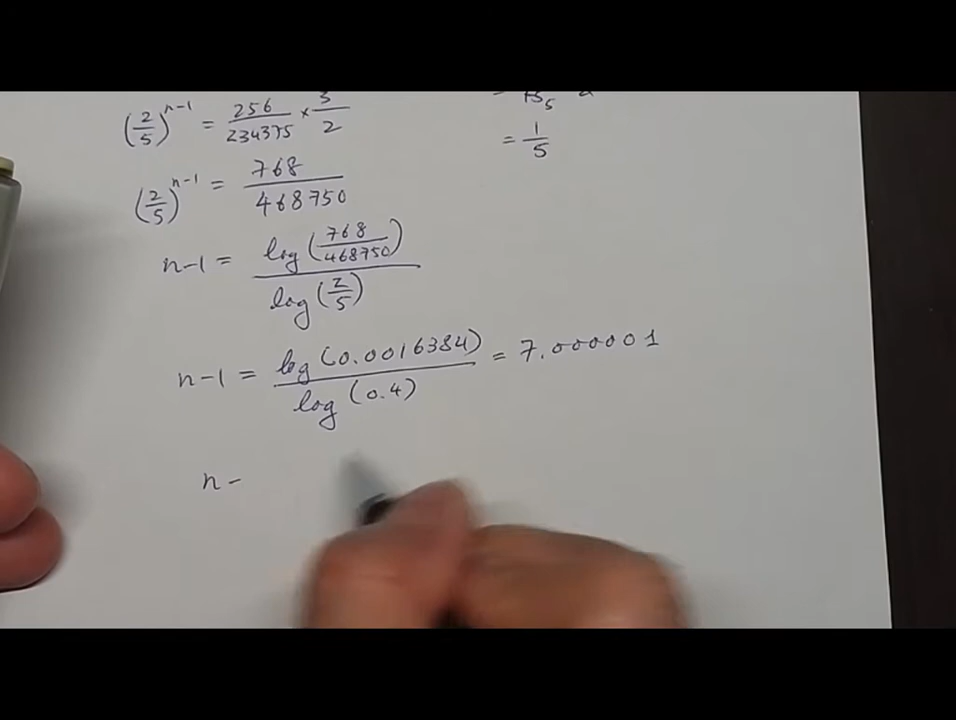 (2/5)^(n-1) = 256/234375 × 3/2
= 1/5
(2/5)^(n-1) = 768/468750
n-1 = log(768/468750)/log(2/5)
n-1 = log(0.0016384)/log(0.4) = 7.000001
n -